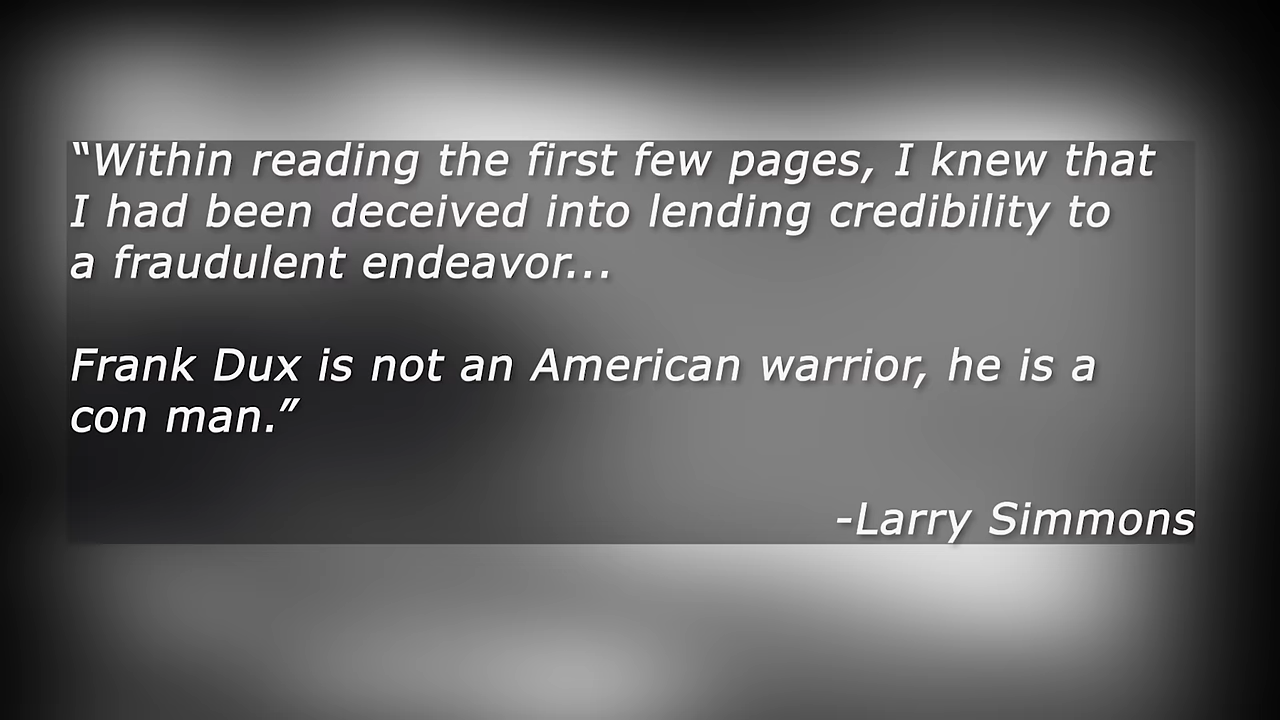 “Within reading the first few pages, I knew that
I had been deceived into lending credibility to
a fraudulent endeavor...
Frank Dux is not an American warrior, he is a
con man.”
-Larry Simmons